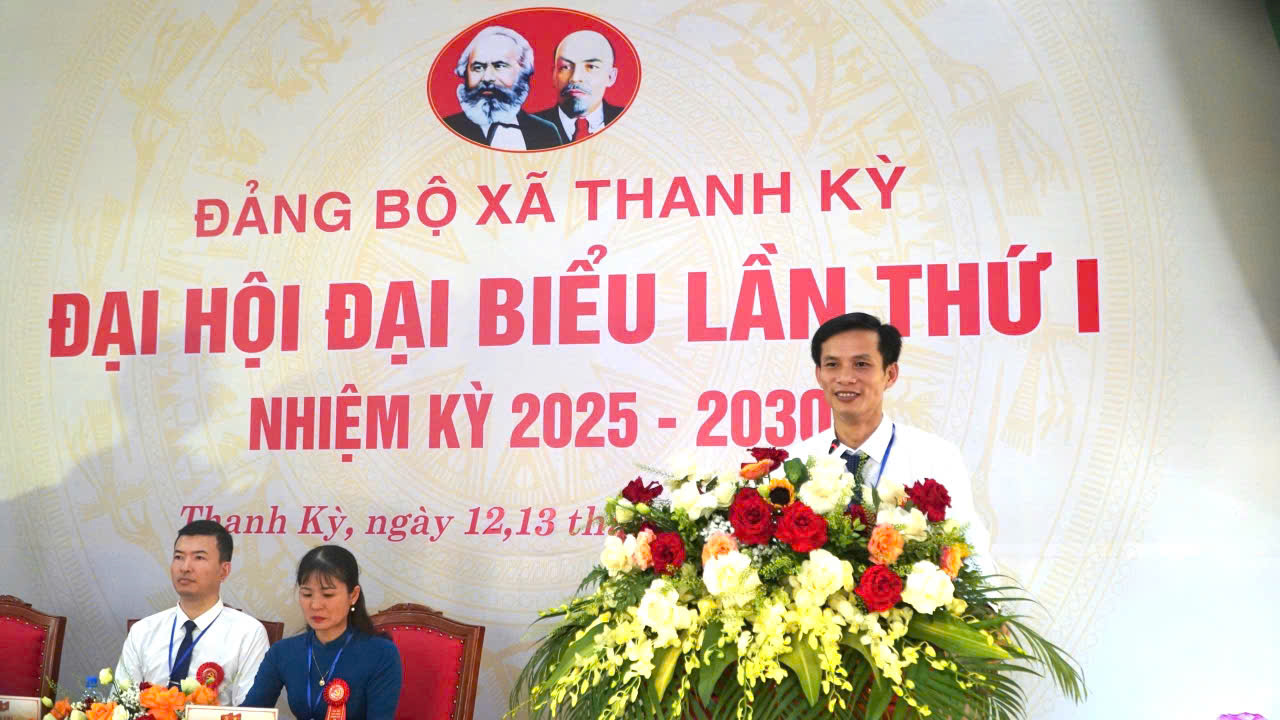 ĐẢNG BỘ XÃ THANH KỲ
ĐẠI HỘI ĐẠI BIỂU LẦN THỨ I
NHIỆM KỲ 2025 - 2030
Thanh Kỳ, ngày 12,13